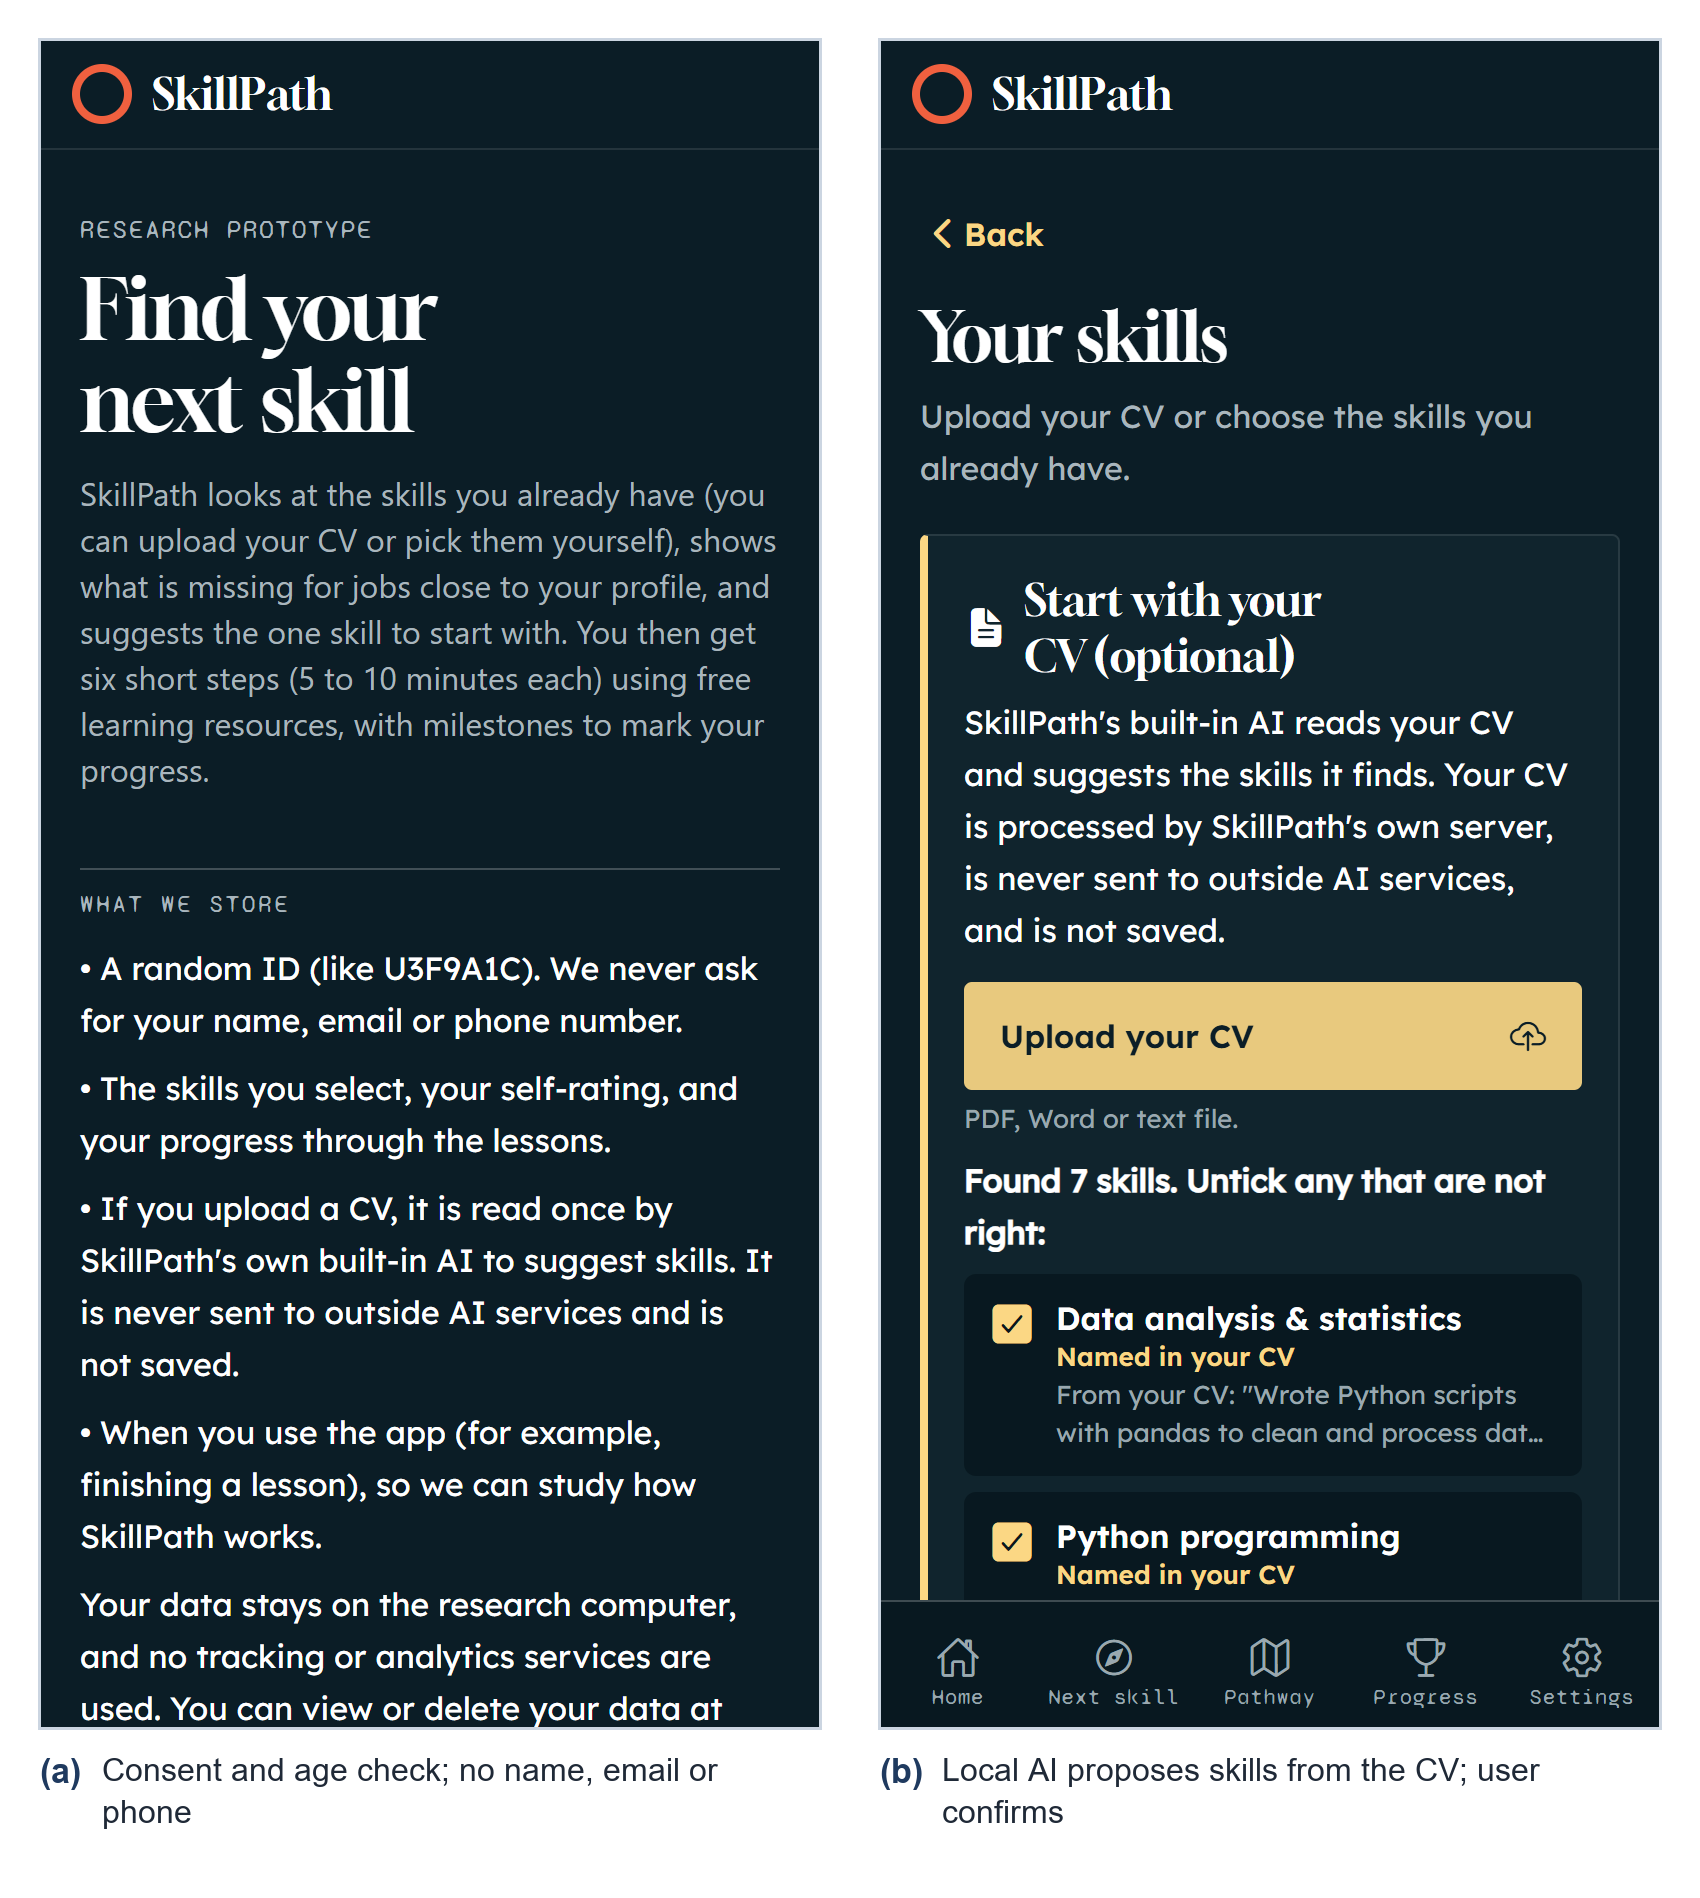 SkillPath
RESEARCH PROTOTYPE
Find your
next skill
SkillPath looks at the skills you already have (you
can upload your CV or pick them yourself), shows
what is missing for jobs close to your profile, and
suggests the one skill to start with. You then get
six short steps (5 to 10 minutes each) using free
learning resources, with milestones to mark your
progress.
WHAT WE STORE
• A random ID (like U3F9A1C). We never ask
for your name, email or phone number.
• The skills you select, your self-rating, and
your progress through the lessons.
• If you upload a CV, it is read once by
SkillPath's own built-in AI to suggest skills. It
is never sent to outside AI services and is
not saved.
• When you use the app (for example,
finishing a lesson), so we can study how
SkillPath works.
Your data stays on the research computer,
and no tracking or analytics services are
used. You can view or delete your data at
(a) Consent and age check; no name, email or
phone
SkillPath
Back
Your skills
Upload your CV or choose the skills you
already have.
Start with your
CV (optional)
SkillPath's built-in AI reads your CV
and suggests the skills it finds. Your CV
is processed by SkillPath's own server,
is never sent to outside AI services,
and is not saved.
Upload your CV
PDF, Word or text file.
Found 7 skills. Untick any that are not
right:
Data analysis & statistics
Named in your CV
From your CV: "Wrote Python scripts
with pandas to clean and process dat...
Python programming
Named in your CV
Home Next skill Pathway Progress Settings
(b) Local AI proposes skills from the CV; user
confirms